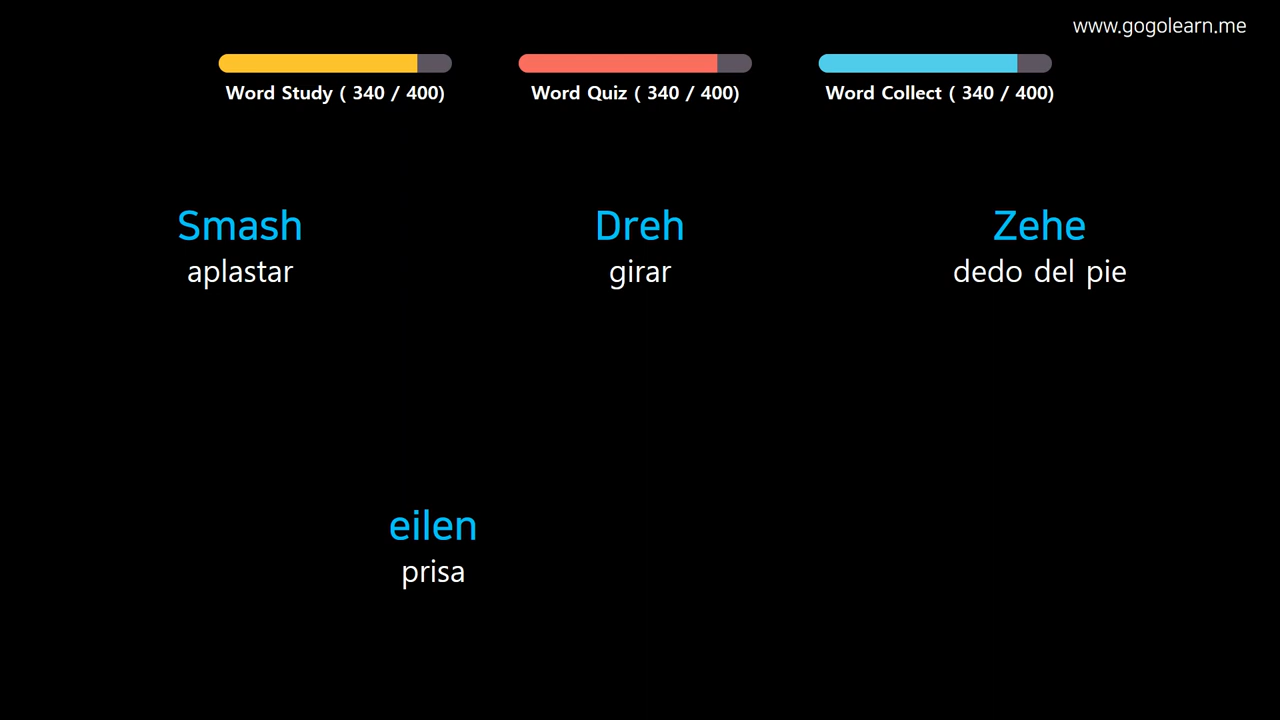 www.gogolearn.me
Word Study ( 340 / 400)
Word Quiz ( 340 / 400)
Word Collect ( 340 / 400)
Smash
aplastar
Dreh
girar
Zehe
dedo del pie
eilen
prisa